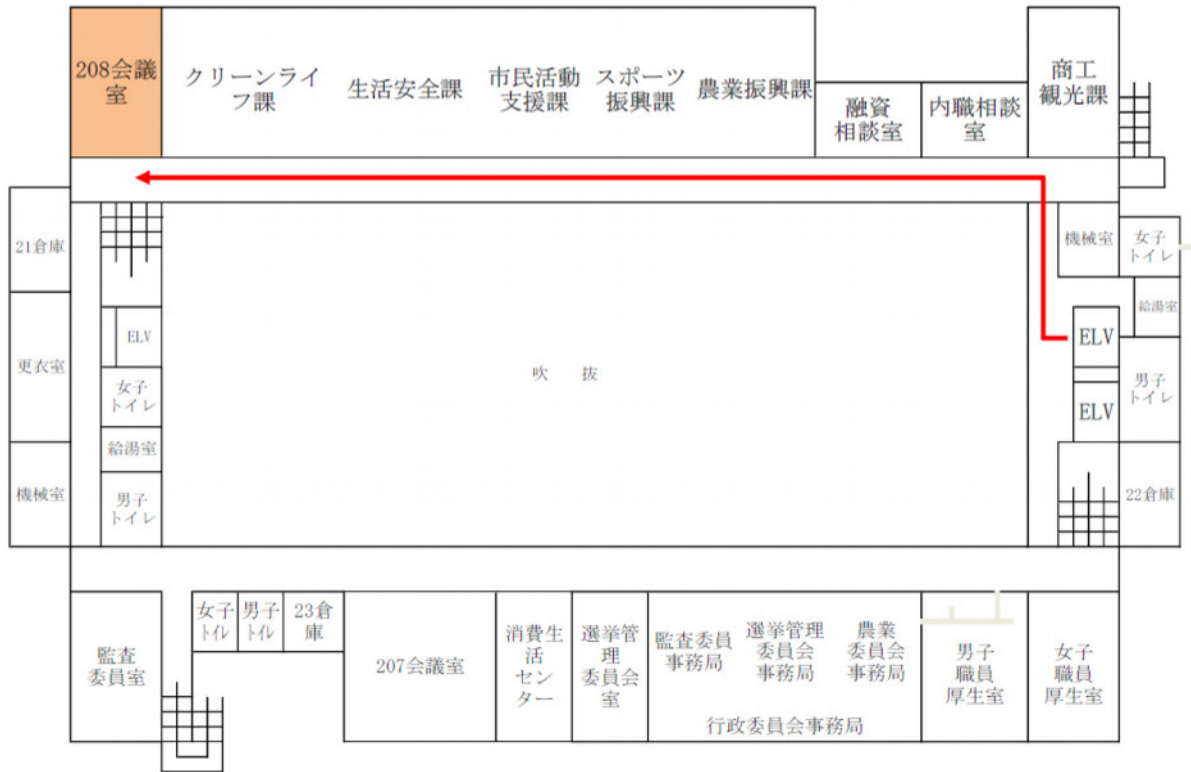 208会議
室
クリーンライ
フ課
生活安全課
市民活動
支援課
スポーツ
振興課
農業振興課
融資
相談室
内職相談
室
商工
観光課
21倉庫
更衣室
機械室
ELV
女子
トイレ
給湯室
男子
トイレ
吹 抜
機械室
女子
トイレ
給湯室
ELV
男子
トイレ
ELV
22倉庫
監査
委員室
女子
トイレ
男子
トイレ
23倉
庫
207会議室
消費生
活
セン
ター
選挙管
理
委員会
室
監査委員
事務局
選挙管理
委員会
事務局
農業
委員会
事務局
行政委員会事務局
男子
職員
厚生室
女子
職員
厚生室